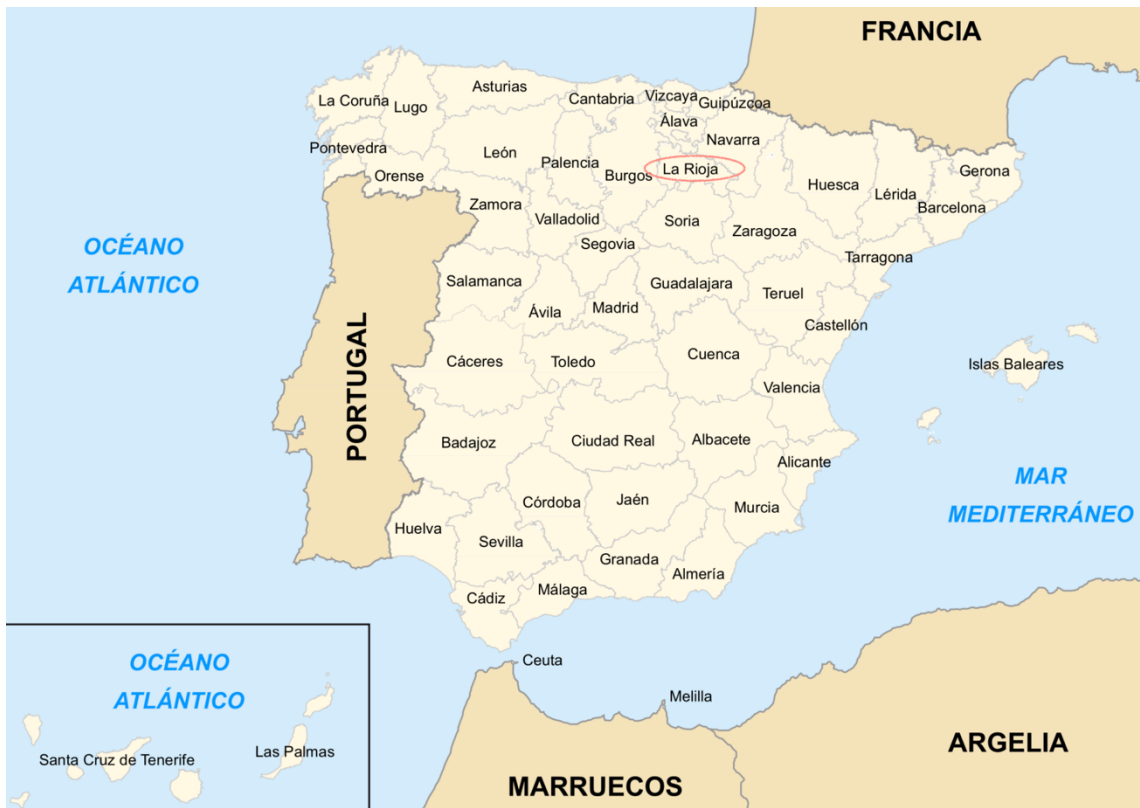 FRANCIA
Asturias
La Coruña
Lugo
Cantabria
Vizcaya
Guipúzcoa
Álava
Navarra
Pontevedra
León
Palencia
Burgos
La Rioja
Orense
Huesca
Lérida
Gerona
Barcelona
Zamora
Valladolid
Soria
Zaragoza
Segovia
Tarragona
OCÉANO
ATLÁNTICO
Salamanca
Ávila
Madrid
Guadalajara
Teruel
Castellón
PORTUGAL
Cáceres
Toledo
Cuenca
Islas Baleares
Valencia
Badajoz
Ciudad Real
Albacete
Alicante
MAR
MEDITERRÁNEO
Huelva
Córdoba
Jaén
Murcia
Sevilla
Granada
Almería
Cádiz
Málaga
Ceuta
Melilla
OCÉANO
ATLÁNTICO
Santa Cruz de Tenerife
Las Palmas
MARRUECOS
ARGELIA